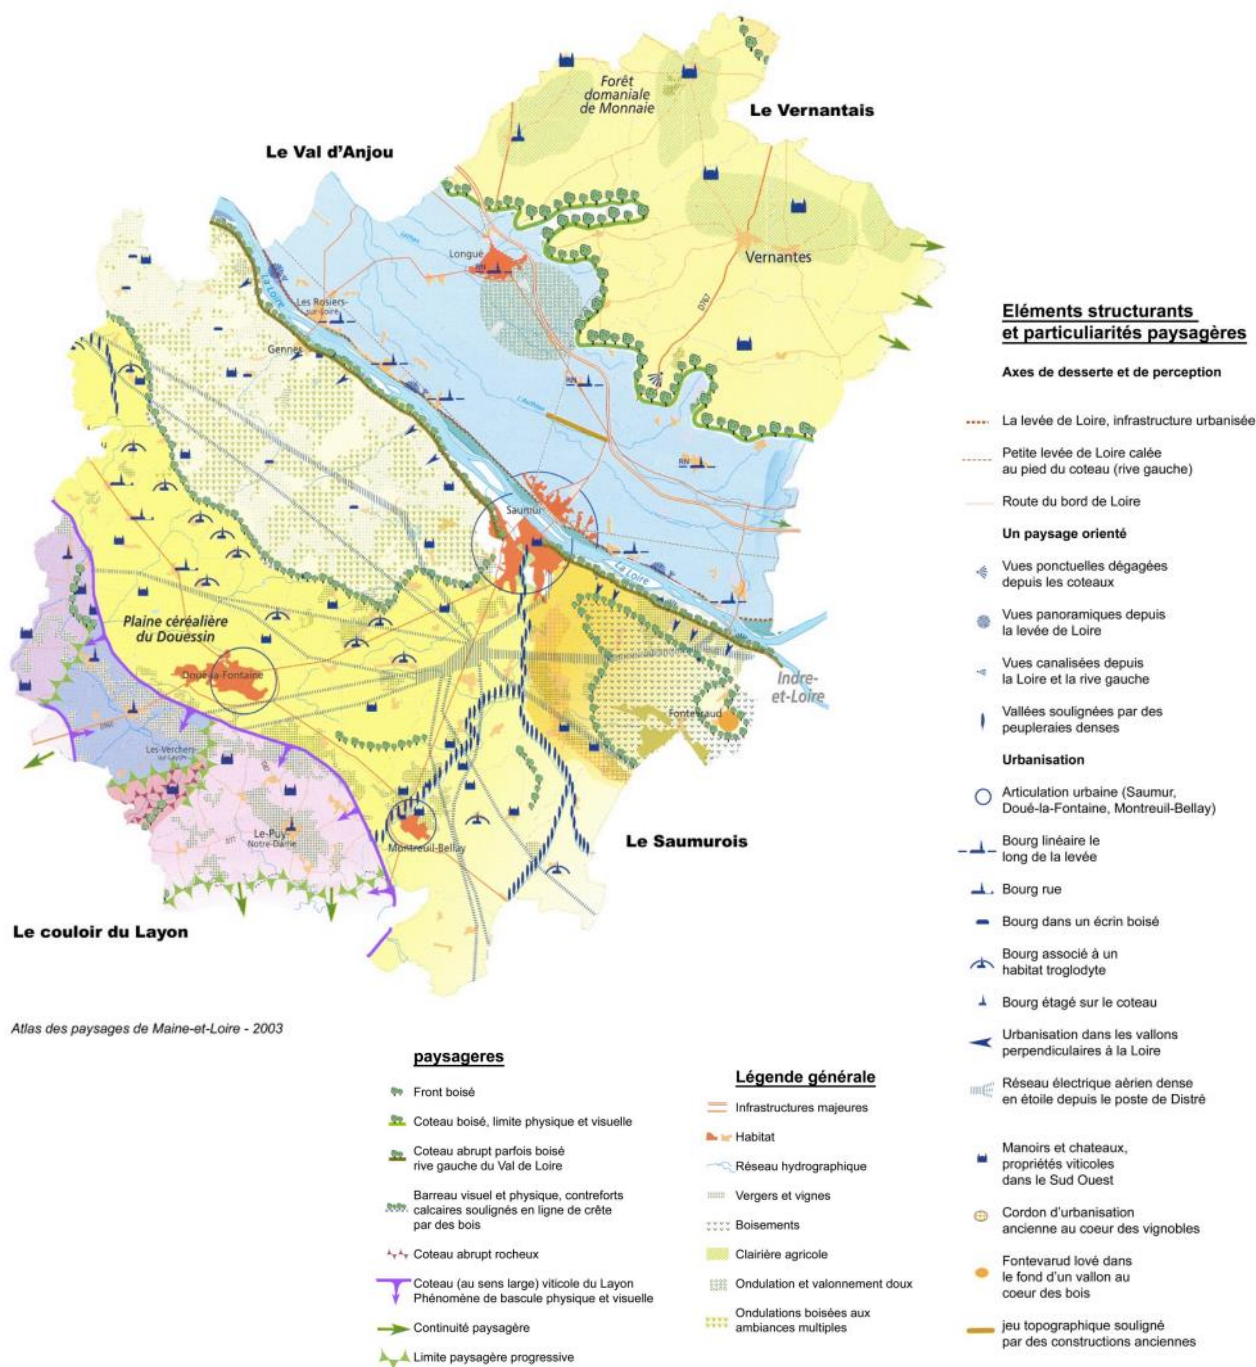 Forêt
domaniale
de Monnaie
Le Vernantais
Le Val d'Anjou
Lathan
Longué
RN
Vernantes
La Loire
Les Rosiers-
sur-Loire
D767
Gennes
RN
L'Authion
RN
Saumur
La Loire
Plaine céréalière
du Douessin
Doué-la-Fontaine
Indre-
et-Loire
Fontevraud
Les-Verchers-
sur-Layon
Le-Puy-
Notre-Dame
Montreuil-Bellay
Le Saumurois
Le couloir du Layon
Atlas des paysages de Maine-et-Loire - 2003
Eléments structurants
et particuliarités paysagères
Axes de desserte et de perception
La levée de Loire, infrastructure urbanisée
Petite levée de Loire calée
au pied du coteau (rive gauche)
Route du bord de Loire
Un paysage orienté
Vues ponctuelles dégagées
depuis les coteaux
Vues panoramiques depuis
la levée de Loire
Vues canalisées depuis
la Loire et la rive gauche
Vallées soulignées par des
peupleraies denses
Urbanisation
Articulation urbaine (Saumur,
Doué-la-Fontaine, Montreuil-Bellay)
Bourg linéaire le
long de la levée
Bourg rue
Bourg dans un écrin boisé
Bourg associé à un
habitat troglodyte
Bourg étagé sur le coteau
Urbanisation dans les vallons
perpendiculaires à la Loire
Réseau électrique aérien dense
en étoile depuis le poste de Distré
Manoirs et chateaux,
propriétés viticoles
dans le Sud Ouest
Cordon d'urbanisation
ancienne au coeur des vignobles
Fontevarud lové dans
le fond d'un vallon au
coeur des bois
jeu topographique souligné
par des constructions anciennes
paysageres
Front boisé
Coteau boisé, limite physique et visuelle
Coteau abrupt parfois boisé
rive gauche du Val de Loire
Barreau visuel et physique, contreforts
calcaires soulignés en ligne de crête
par des bois
Coteau abrupt rocheux
Coteau (au sens large) viticole du Layon
Phénomène de bascule physique et visuelle
Continuité paysagère
Limite paysagère progressive
Légende générale
Infrastructures majeures
Habitat
Réseau hydrographique
Vergers et vignes
Boisements
Clairière agricole
Ondulation et valonnement doux
Ondulations boisées aux
ambiances multiples